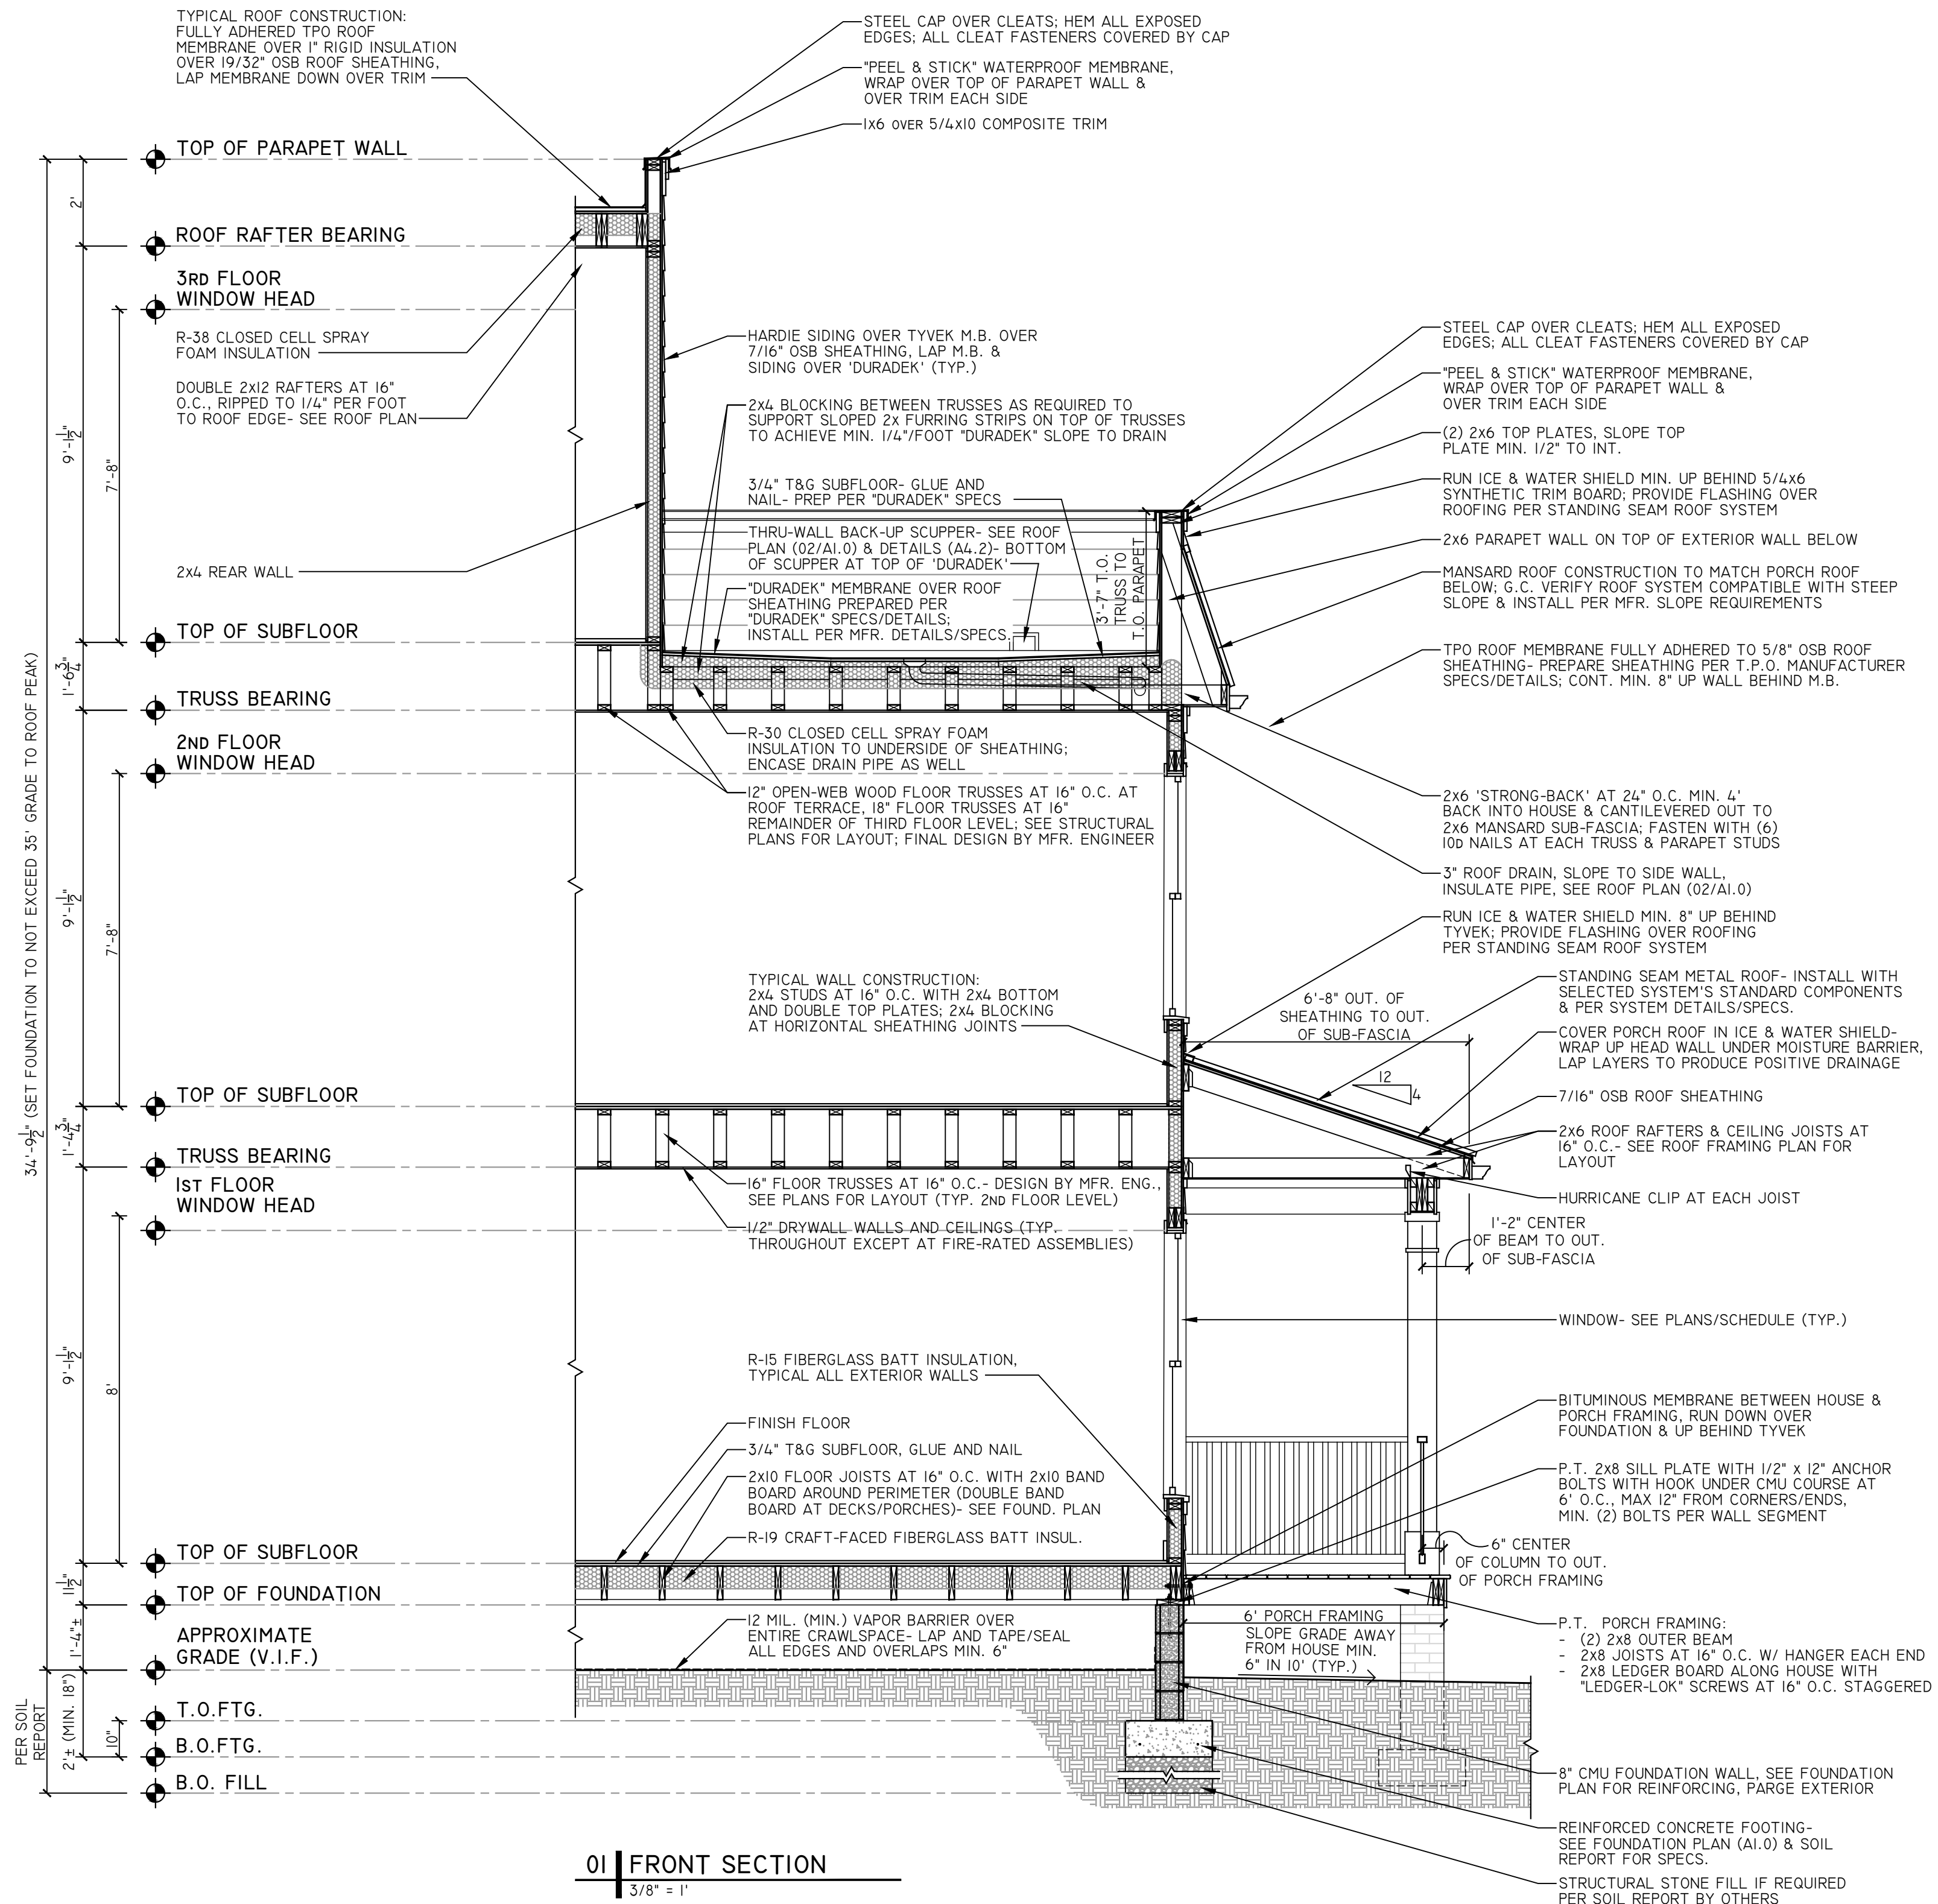 TYPICAL ROOF CONSTRUCTION:
FULLY ADHERED TPO ROOF
MEMBRANE OVER 1" RIGID INSULATION
OVER 19/32" OSB ROOF SHEATHING,
LAP MEMBRANE DOWN OVER TRIM
STEEL CAP OVER CLEATS; HEM ALL EXPOSED
EDGES; ALL CLEAT FASTENERS COVERED BY CAP
"PEEL & STICK" WATERPROOF MEMBRANE,
WRAP OVER TOP OF PARAPET WALL &
OVER TRIM EACH SIDE
1x6 OVER 5/4x10 COMPOSITE TRIM
TOP OF PARAPET WALL
2'
ROOF RAFTER BEARING
3RD FLOOR
WINDOW HEAD
R-38 CLOSED CELL SPRAY
FOAM INSULATION
DOUBLE 2x12 RAFTERS AT 16"
O.C., RIPPED TO 1/4" PER FOOT
TO ROOF EDGE- SEE ROOF PLAN
9'-1 1/2"
7'-8"
2x4 REAR WALL
HARDIE SIDING OVER TYVEK M.B. OVER
7/16" OSB SHEATHING, LAP M.B. &
SIDING OVER 'DURADEK' (TYP.)
2x4 BLOCKING BETWEEN TRUSSES AS REQUIRED TO
SUPPORT SLOPED 2x FURRING STRIPS ON TOP OF TRUSSES
TO ACHIEVE MIN. 1/4"/FOOT "DURADEK" SLOPE TO DRAIN
3/4" T&G SUBFLOOR- GLUE AND
NAIL- PREP PER "DURADEK" SPECS
THRU-WALL BACK-UP SCUPPER- SEE ROOF
PLAN (02/A1.0) & DETAILS (A4.2)- BOTTOM
OF SCUPPER AT TOP OF 'DURADEK'
"DURADEK" MEMBRANE OVER ROOF
SHEATHING PREPARED PER
"DURADEK" SPECS/DETAILS;
INSTALL PER MFR. DETAILS/SPECS.
3'-7" T.O.
TRUSS TO
T.O. PARAPET
STEEL CAP OVER CLEATS; HEM ALL EXPOSED
EDGES; ALL CLEAT FASTENERS COVERED BY CAP
"PEEL & STICK" WATERPROOF MEMBRANE,
WRAP OVER TOP OF PARAPET WALL &
OVER TRIM EACH SIDE
(2) 2x6 TOP PLATES, SLOPE TOP
PLATE MIN. 1/2" TO INT.
RUN ICE & WATER SHIELD MIN. UP BEHIND 5/4x6
SYNTHETIC TRIM BOARD; PROVIDE FLASHING OVER
ROOFING PER STANDING SEAM ROOF SYSTEM
2x6 PARAPET WALL ON TOP OF EXTERIOR WALL BELOW
MANSARD ROOF CONSTRUCTION TO MATCH PORCH ROOF
BELOW; G.C. VERIFY ROOF SYSTEM COMPATIBLE WITH STEEP
SLOPE & INSTALL PER MFR. SLOPE REQUIREMENTS
TPO ROOF MEMBRANE FULLY ADHERED TO 5/8" OSB ROOF
SHEATHING- PREPARE SHEATHING PER T.P.O. MANUFACTURER
SPECS/DETAILS; CONT. MIN. 8" UP WALL BEHIND M.B.
TOP OF SUBFLOOR
1'-6 3/4"
TRUSS BEARING
2ND FLOOR
WINDOW HEAD
R-30 CLOSED CELL SPRAY FOAM
INSULATION TO UNDERSIDE OF SHEATHING;
ENCASE DRAIN PIPE AS WELL
12" OPEN-WEB WOOD FLOOR TRUSSES AT 16" O.C. AT
ROOF TERRACE, 18" FLOOR TRUSSES AT 16"
REMAINDER OF THIRD FLOOR LEVEL; SEE STRUCTURAL
PLANS FOR LAYOUT; FINAL DESIGN BY MFR. ENGINEER
2x6 'STRONG-BACK' AT 24" O.C. MIN. 4'
BACK INTO HOUSE & CANTILEVERED OUT TO
2x6 MANSARD SUB-FASCIA; FASTEN WITH (6)
10D NAILS AT EACH TRUSS & PARAPET STUDS
3" ROOF DRAIN, SLOPE TO SIDE WALL,
INSULATE PIPE, SEE ROOF PLAN (02/A1.0)
RUN ICE & WATER SHIELD MIN. 8" UP BEHIND
TYVEK; PROVIDE FLASHING OVER ROOFING
PER STANDING SEAM ROOF SYSTEM
34'-9 1/2" (SET FOUNDATION TO NOT EXCEED 35' GRADE TO ROOF PEAK)
9'-1 1/2"
7'-8"
TYPICAL WALL CONSTRUCTION:
2x4 STUDS AT 16" O.C. WITH 2x4 BOTTOM
AND DOUBLE TOP PLATES; 2x4 BLOCKING
AT HORIZONTAL SHEATHING JOINTS
6'-8" OUT. OF
SHEATHING TO OUT.
OF SUB-FASCIA
12
4
STANDING SEAM METAL ROOF- INSTALL WITH
SELECTED SYSTEM'S STANDARD COMPONENTS
& PER SYSTEM DETAILS/SPECS.
COVER PORCH ROOF IN ICE & WATER SHIELD-
WRAP UP HEAD WALL UNDER MOISTURE BARRIER,
LAP LAYERS TO PRODUCE POSITIVE DRAINAGE
7/16" OSB ROOF SHEATHING
2x6 ROOF RAFTERS & CEILING JOISTS AT
16" O.C.- SEE ROOF FRAMING PLAN FOR
LAYOUT
HURRICANE CLIP AT EACH JOIST
1'-2" CENTER
OF BEAM TO OUT.
OF SUB-FASCIA
TOP OF SUBFLOOR
1'-4 3/4"
TRUSS BEARING
1ST FLOOR
WINDOW HEAD
16" FLOOR TRUSSES AT 16" O.C.- DESIGN BY MFR. ENG.,
SEE PLANS FOR LAYOUT (TYP. 2ND FLOOR LEVEL)
1/2" DRYWALL WALLS AND CEILINGS (TYP.
THROUGHOUT EXCEPT AT FIRE-RATED ASSEMBLIES)
WINDOW- SEE PLANS/SCHEDULE (TYP.)
9'-1 1/2"
8'
R-15 FIBERGLASS BATT INSULATION,
TYPICAL ALL EXTERIOR WALLS
FINISH FLOOR
3/4" T&G SUBFLOOR, GLUE AND NAIL
2x10 FLOOR JOISTS AT 16" O.C. WITH 2x10 BAND
BOARD AROUND PERIMETER (DOUBLE BAND
BOARD AT DECKS/PORCHES)- SEE FOUND. PLAN
R-19 CRAFT-FACED FIBERGLASS BATT INSUL.
BITUMINOUS MEMBRANE BETWEEN HOUSE &
PORCH FRAMING, RUN DOWN OVER
FOUNDATION & UP BEHIND TYVEK
P.T. 2x8 SILL PLATE WITH 1/2" x 12" ANCHOR
BOLTS WITH HOOK UNDER CMU COURSE AT
6' O.C., MAX 12" FROM CORNERS/ENDS,
MIN. (2) BOLTS PER WALL SEGMENT
6" CENTER
OF COLUMN TO OUT.
OF PORCH FRAMING
TOP OF SUBFLOOR
11 1/2"
TOP OF FOUNDATION
1'-4"±
APPROXIMATE
GRADE (V.I.F.)
12 MIL. (MIN.) VAPOR BARRIER OVER
ENTIRE CRAWLSPACE- LAP AND TAPE/SEAL
ALL EDGES AND OVERLAPS MIN. 6"
6' PORCH FRAMING
SLOPE GRADE AWAY
FROM HOUSE MIN.
6" IN 10' (TYP.)
P.T. PORCH FRAMING:
- (2) 2x8 OUTER BEAM
- 2x8 JOISTS AT 16" O.C. W/ HANGER EACH END
- 2x8 LEDGER BOARD ALONG HOUSE WITH
"LEDGER-LOK" SCREWS AT 16" O.C. STAGGERED
PER SOIL
REPORT
2'± (MIN. 18")
10"
T.O.FTG.
B.O.FTG.
B.O. FILL
8" CMU FOUNDATION WALL, SEE FOUNDATION
PLAN FOR REINFORCING, PARGE EXTERIOR
REINFORCED CONCRETE FOOTING-
SEE FOUNDATION PLAN (A1.0) & SOIL
REPORT FOR SPECS.
STRUCTURAL STONE FILL IF REQUIRED
PER SOIL REPORT BY OTHERS
01 FRONT SECTION
3/8" = 1'